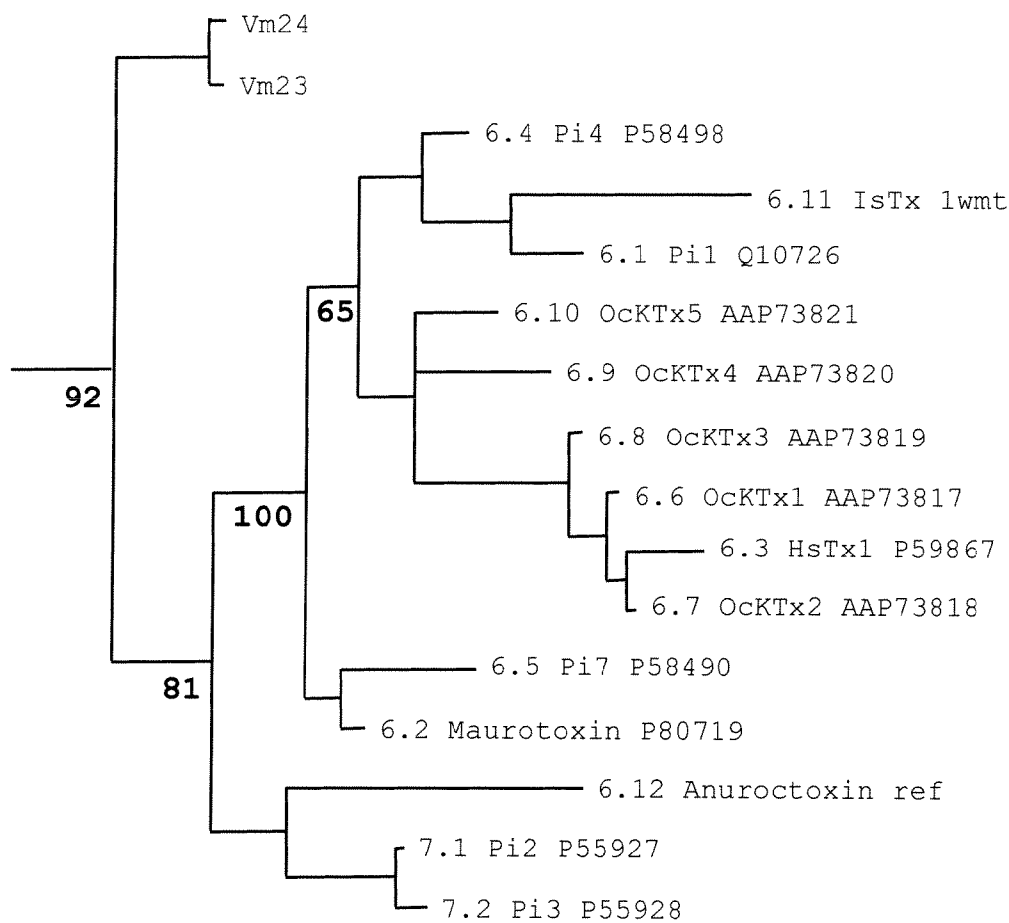 Vm24
Vm23
6.4 Pi4 P58498
6.11 IsTx 1wmt
6.1 Pi1 Q10726
65
6.10 OcKTx5 AAP73821
6.9 OcKTx4 AAP73820
92
6.8 OcKTx3 AAP73819
6.6 OcKTx1 AAP73817
100
6.3 HsTx1 P59867
6.7 OcKTx2 AAP73818
6.5 Pi7 P58490
81
6.2 Maurotoxin P80719
6.12 Anuroctoxin ref
7.1 Pi2 P55927
7.2 Pi3 P55928